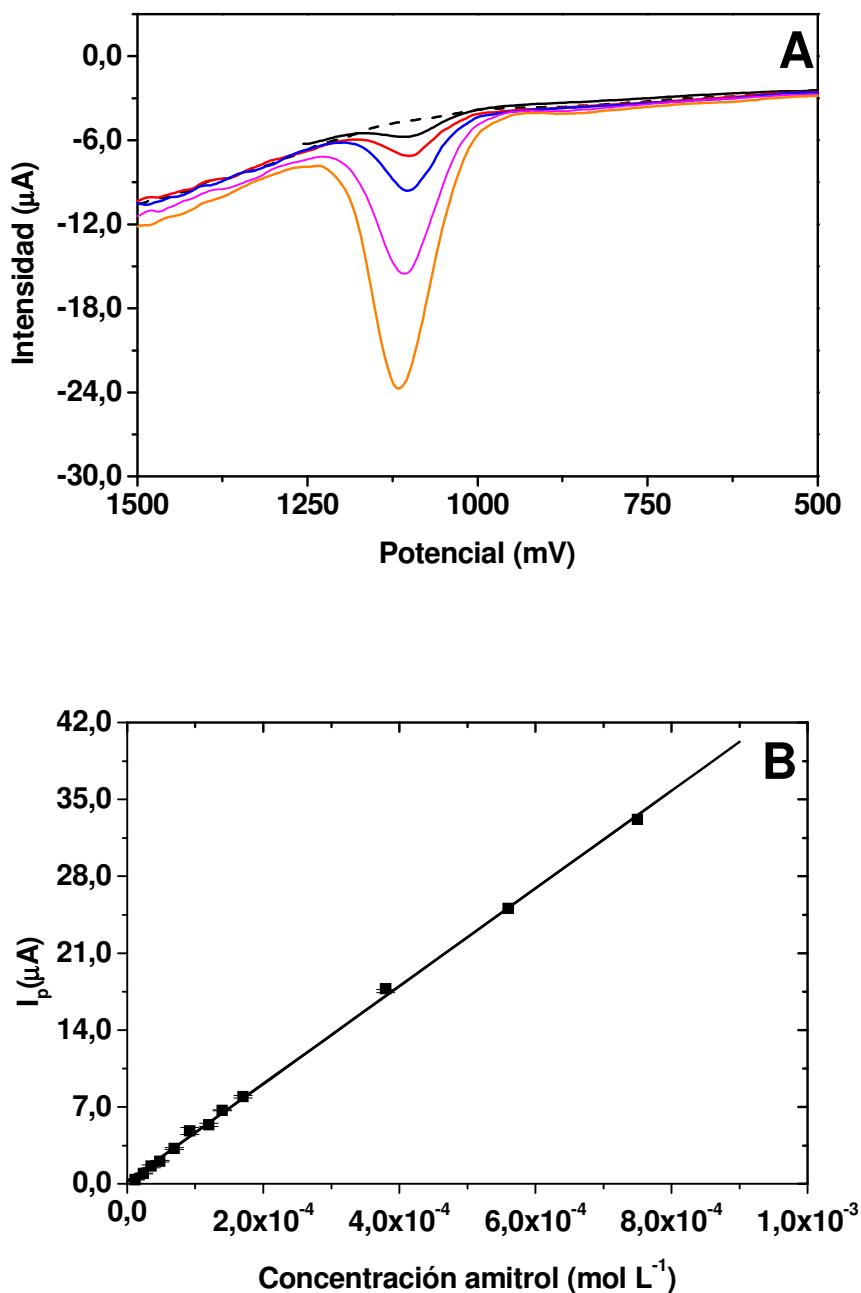 A
0,0
-6,0
-12,0
-18,0
-24,0
-30,0
Intensidad (µA)
1500 1250 1000 750 500
Potencial (mV)
B
42,0
35,0
28,0
21,0
14,0
7,0
0,0
I_p(µA)
0,0 2,0x10^-4 4,0x10^-4 6,0x10^-4 8,0x10^-4 1,0x10^-3
Concentración amitrol (mol L^-1)